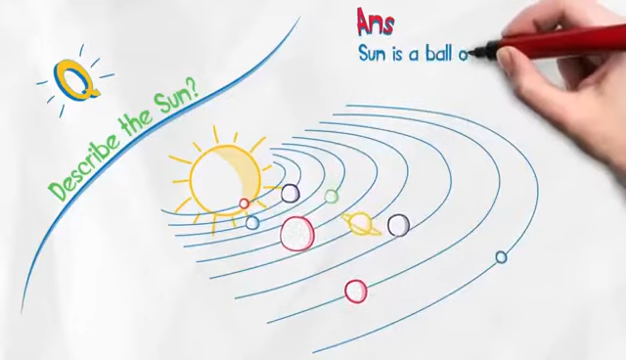 Q
Describe the Sun?
Ans
Sun is a ball o